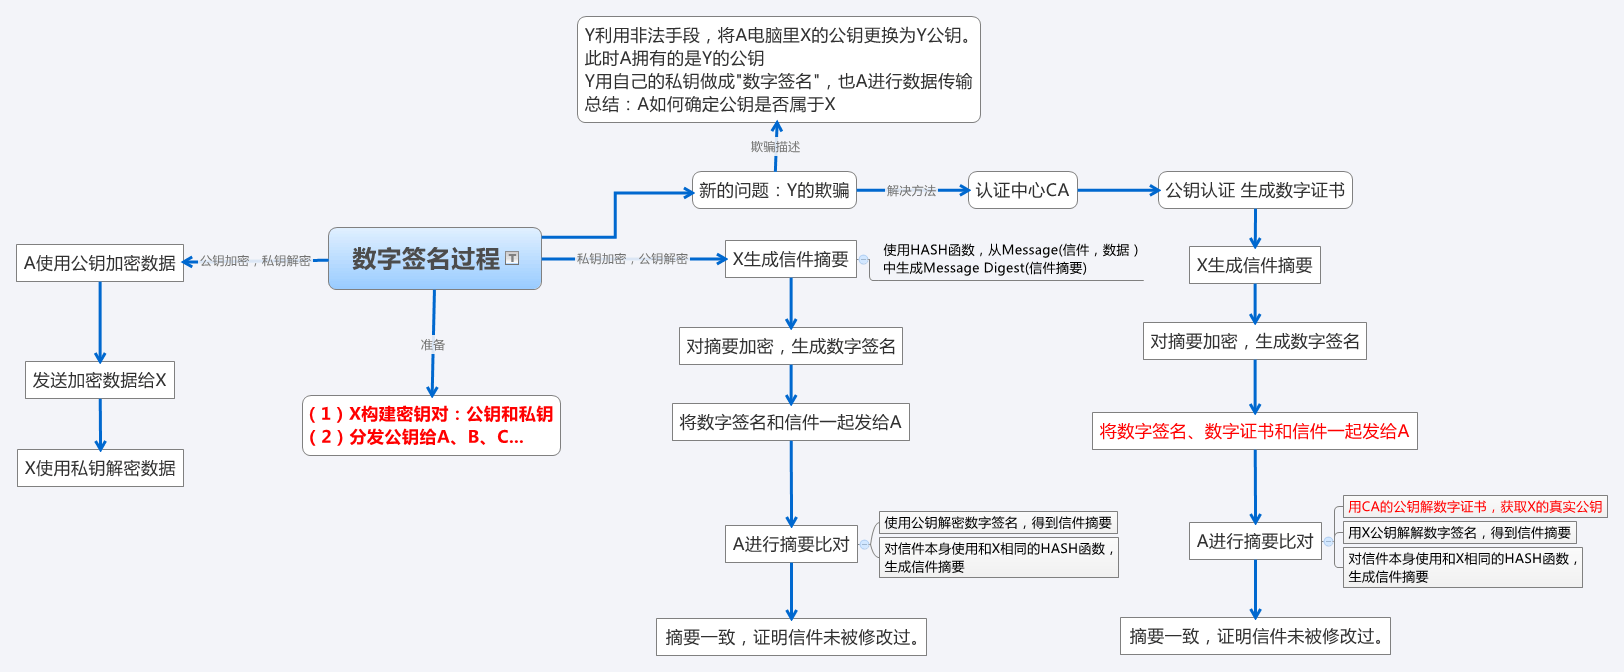 Y利用非法手段，将A电脑里X的公钥更换为Y公钥。
此时A拥有的是Y的公钥
Y用自己的私钥做成"数字签名"，也A进行数据传输
总结：A如何确定公钥是否属于X
欺骗描述
新的问题：Y的欺骗
解决方法
认证中心CA
公钥认证 生成数字证书
数字签名过程
公钥加密，私钥解密
A使用公钥加密数据
发送加密数据给X
X使用私钥解密数据
准备
（1）X构建密钥对：公钥和私钥
（2）分发公钥给A、B、C...
私钥加密，公钥解密
X生成信件摘要
使用HASH函数，从Message(信件，数据）
中生成Message Digest(信件摘要)
对摘要加密，生成数字签名
将数字签名和信件一起发给A
A进行摘要比对
使用公钥解密数字签名，得到信件摘要
对信件本身使用和X相同的HASH函数，
生成信件摘要
摘要一致，证明信件未被修改过。
X生成信件摘要
对摘要加密，生成数字签名
将数字签名、数字证书和信件一起发给A
A进行摘要比对
用CA的公钥解数字证书，获取X的真实公钥
用X公钥解解数字签名，得到信件摘要
对信件本身使用和X相同的HASH函数，
生成信件摘要
摘要一致，证明信件未被修改过。